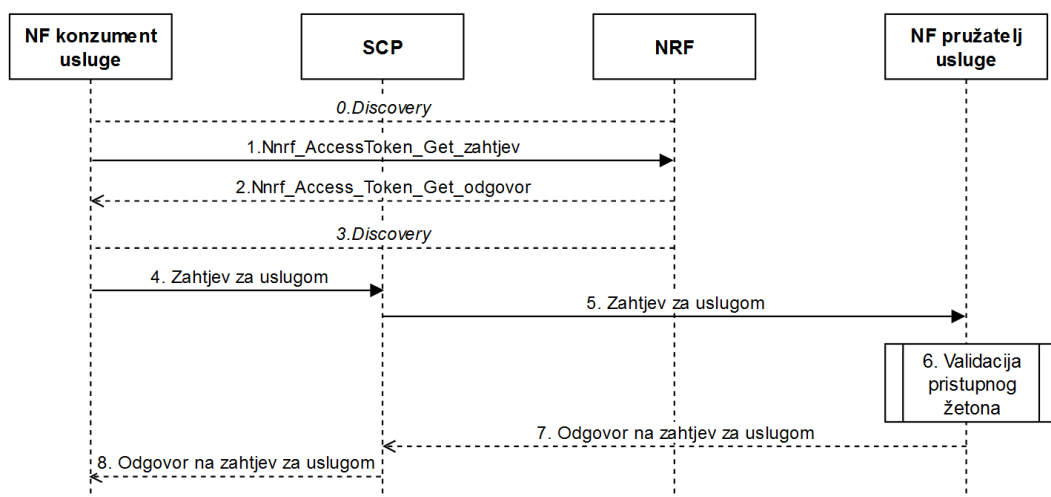 NF konzument
usluge
SCP
NRF
NF pružatelj
usluge
0.Discovery
1.Nnrf_AccessToken_Get_zahtjev
2.Nnrf_Access_Token_Get_odgovor
3.Discovery
4. Zahtjev za uslugom
5. Zahtjev za uslugom
6. Validacija
pristupnog
žetona
7. Odgovor na zahtjev za uslugom
8. Odgovor na zahtjev za uslugom